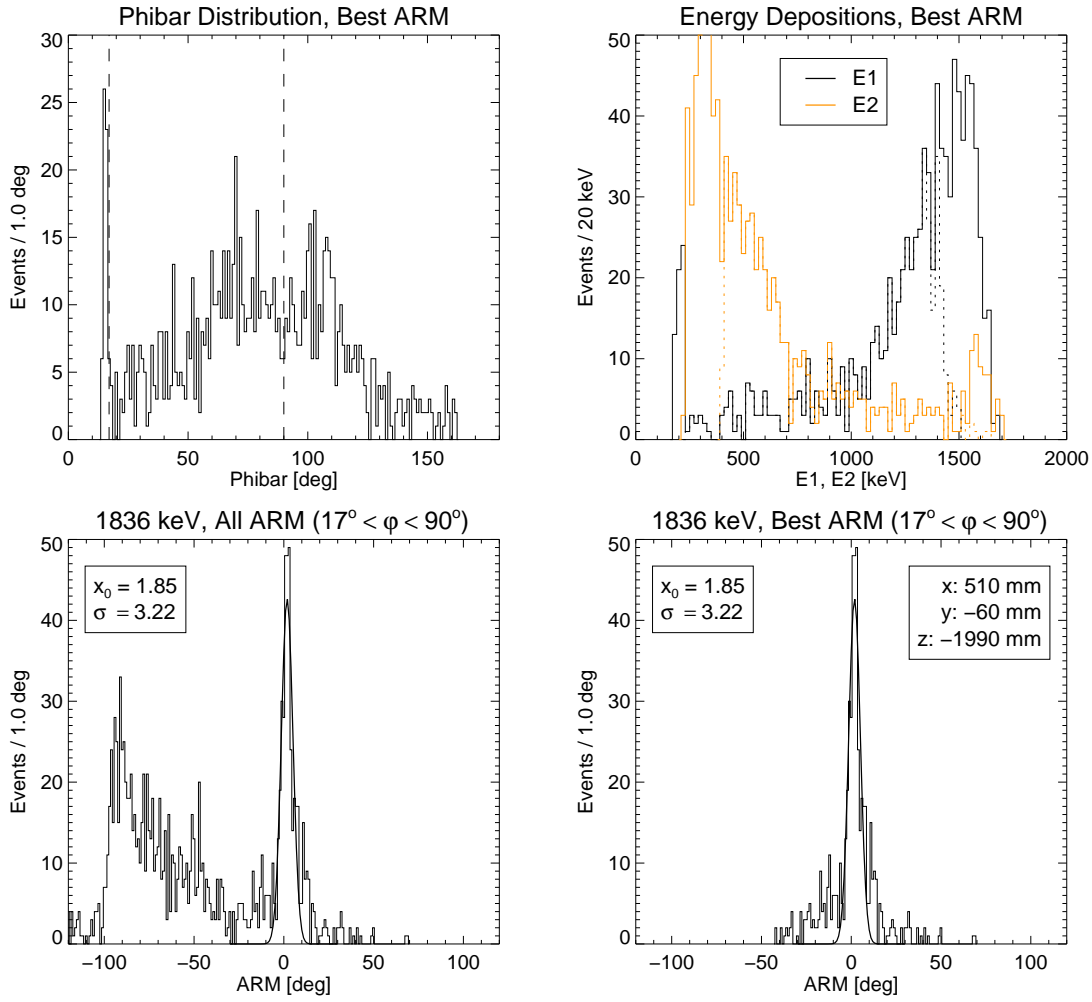 Phibar Distribution, Best ARM
30
25
20
15
10
5
0
Events / 1.0 deg
0 50 100 150
Phibar [deg]
Energy Depositions, Best ARM
50
40
30
20
10
0
Events / 20 keV
E1
E2
0 500 1000 1500 2000
E1, E2 [keV]
1836 keV, All ARM (17° < φ < 90°)
50
40
30
20
10
0
Events / 1.0 deg
x₀ = 1.85
σ = 3.22
−100 −50 0 50 100
ARM [deg]
1836 keV, Best ARM (17° < φ < 90°)
50
40
30
20
10
0
Events / 1.0 deg
x₀ = 1.85
σ = 3.22
x: 510 mm
y: −60 mm
z: −1990 mm
−100 −50 0 50 100
ARM [deg]